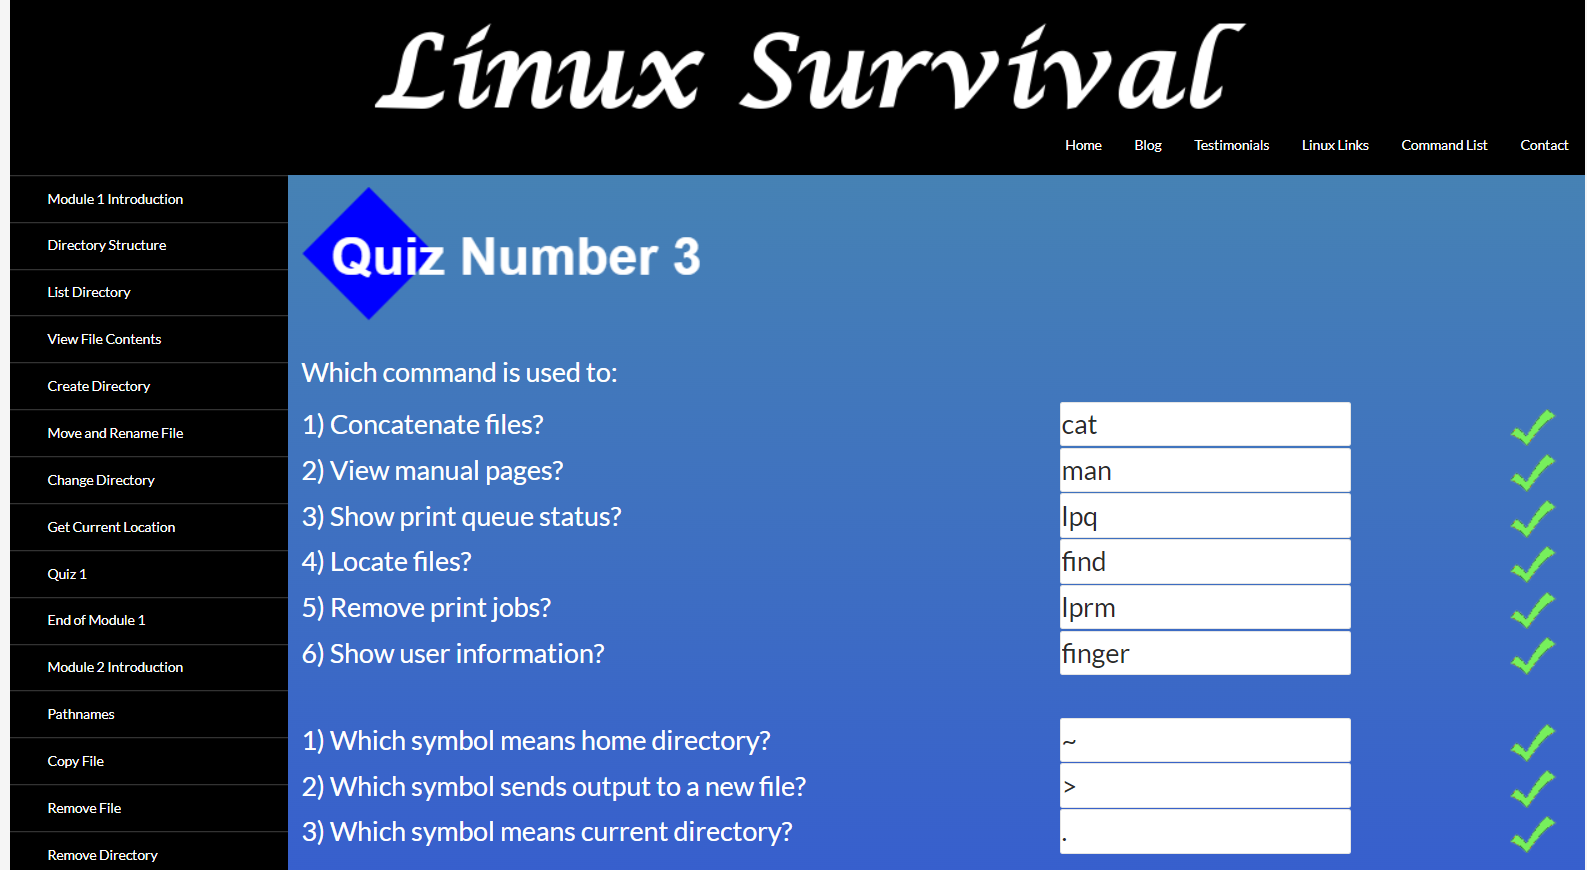 Linux Survival
Home Blog Testimonials Linux Links Command List Contact
Module 1 Introduction
Directory Structure
List Directory
View File Contents
Create Directory
Move and Rename File
Change Directory
Get Current Location
Quiz 1
End of Module 1
Module 2 Introduction
Pathnames
Copy File
Remove File
Remove Directory
Quiz Number 3
Which command is used to:
1) Concatenate files? cat
2) View manual pages? man
3) Show print queue status? lpq
4) Locate files? find
5) Remove print jobs? lprm
6) Show user information? finger
1) Which symbol means home directory? ~
2) Which symbol sends output to a new file? >
3) Which symbol means current directory? .